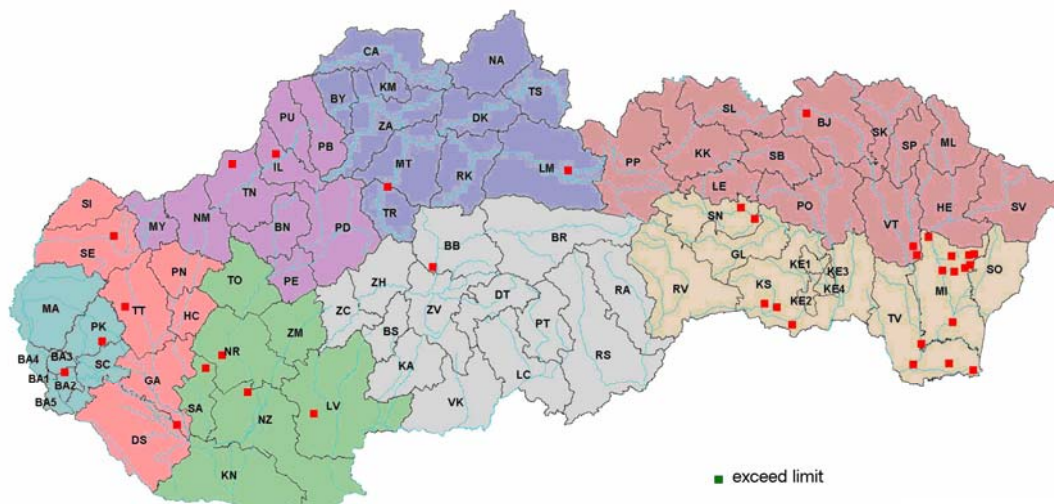 CA
NA
BY
KM
TS
PU
DK
ZA
PB
IL
MT
LM
RK
TN
TR
MY
NM
BN
PD
PE
SL
BJ
SK
SP
ML
PP
KK
SB
LE
PO
VT
HE
SV
SN
GL
KE1
KE3
KE4
KE2
KS
RV
MI
SO
TV
SI
SE
PN
HC
TT
GA
DS
MA
PK
BA4
BA3
BA1
BA2
SC
BA5
TO
NR
ZM
SA
NZ
LV
KN
BB
BR
ZH
ZC
ZV
DT
BS
PT
RA
KA
LC
RS
VK
exceed limit